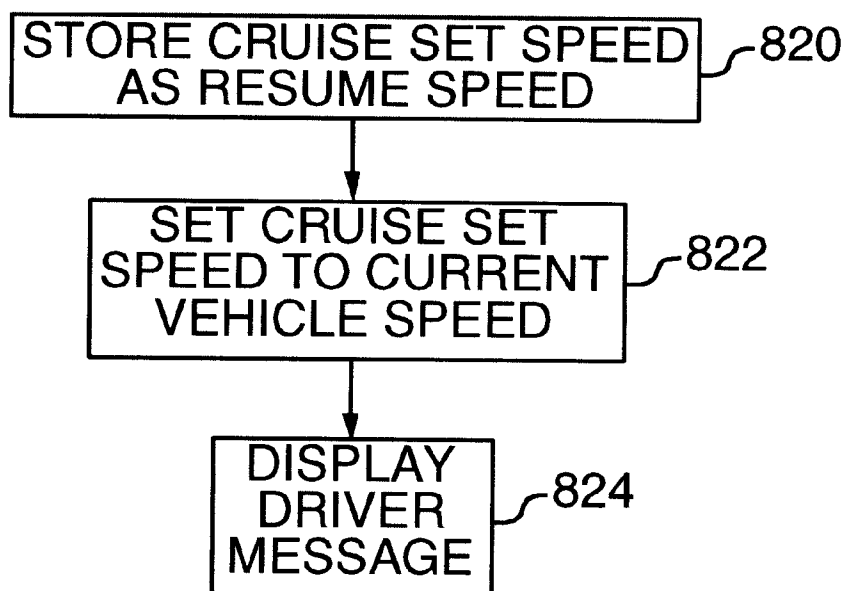 STORE CRUISE SET SPEED
AS RESUME SPEED
820
SET CRUISE SET
SPEED TO CURRENT
VEHICLE SPEED
822
DISPLAY
DRIVER
MESSAGE
824